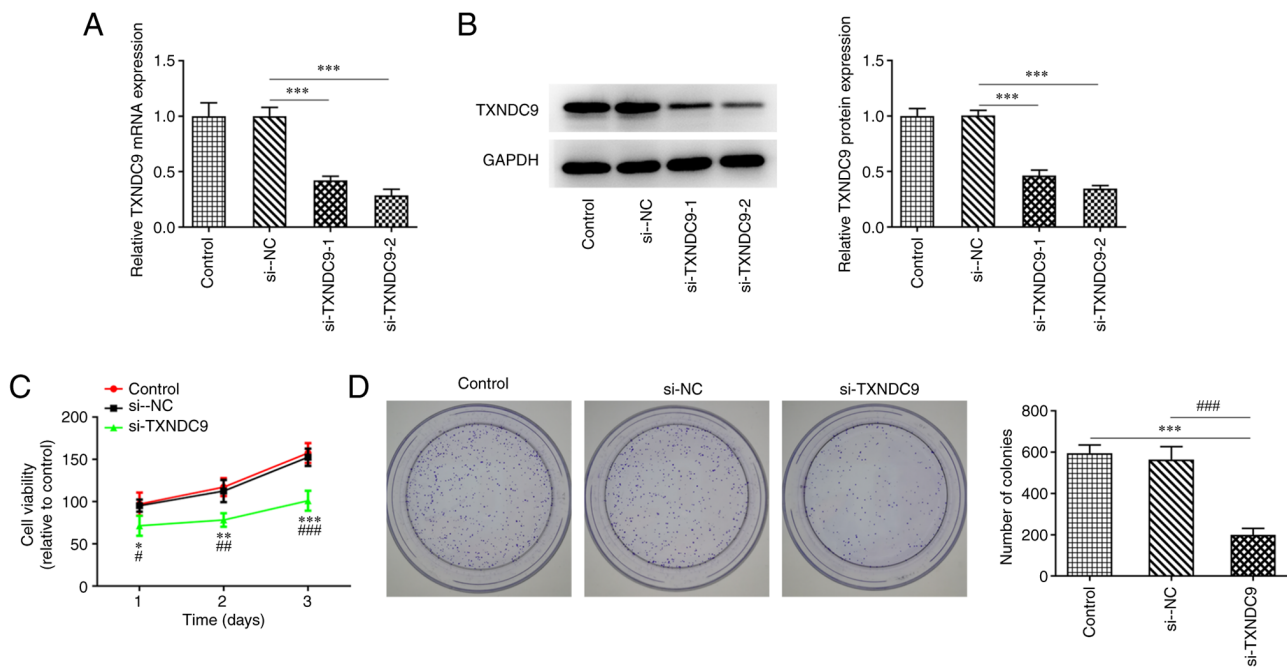 A
Relative TXNDC9 mRNA expression
1.5
1.0
0.5
0.0
***
***
Control
si--NC
si-TXNDC9-1
si-TXNDC9-2
B
TXNDC9
GAPDH
Control
si--NC
si-TXNDC9-1
si-TXNDC9-2
Relative TXNDC9 protein expression
1.5
1.0
0.5
0.0
***
***
Control
si--NC
si-TXNDC9-1
si-TXNDC9-2
C
Control
si--NC
si-TXNDC9
Cell viability
(relative to control)
200
150
100
50
0
*
#
**
##
***
###
1 2 3
Time (days)
D
Control
si-NC
si-TXNDC9
Number of colonies
800
600
400
200
0
###
***
Control
si--NC
si-TXNDC9